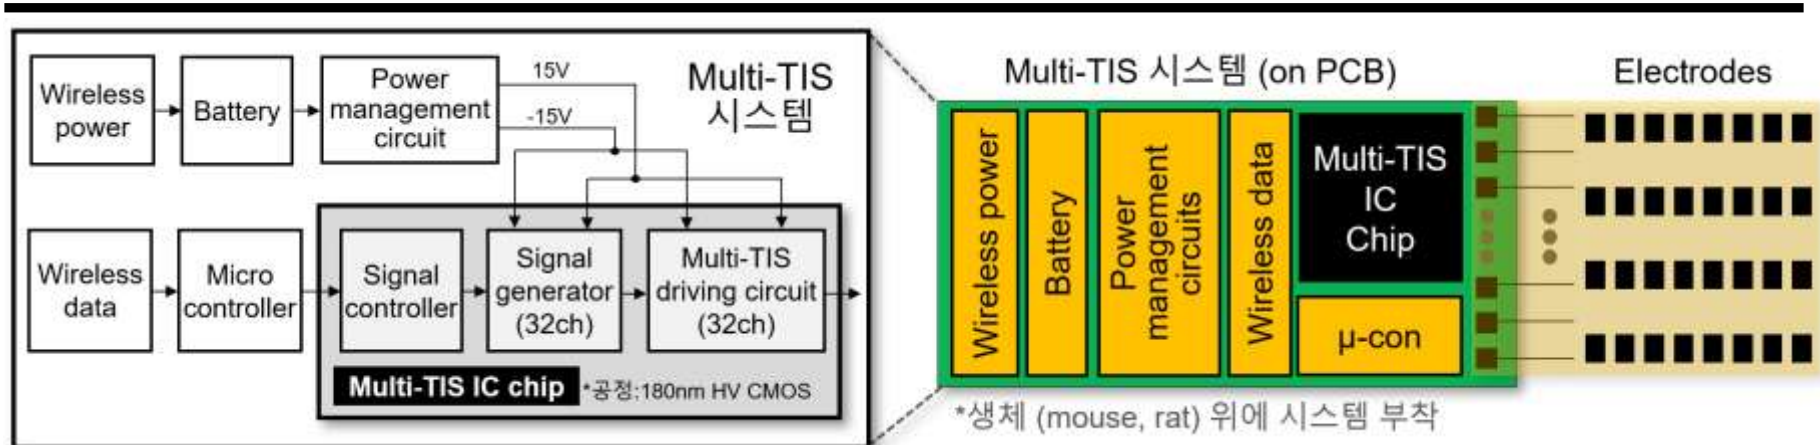 Wireless
power
Battery
Power
management
circuit
15V
-15V
Multi-TIS
시스템
Wireless
data
Micro
controller
Signal
controller
Signal
generator
(32ch)
Multi-TIS
driving circuit
(32ch)
Multi-TIS IC chip *공정:180nm HV CMOS
Multi-TIS 시스템 (on PCB)
Electrodes
Wireless power
Battery
Power
management
circuits
Wireless data
Multi-TIS
IC
Chip
μ-con
*생체 (mouse, rat) 위에 시스템 부착